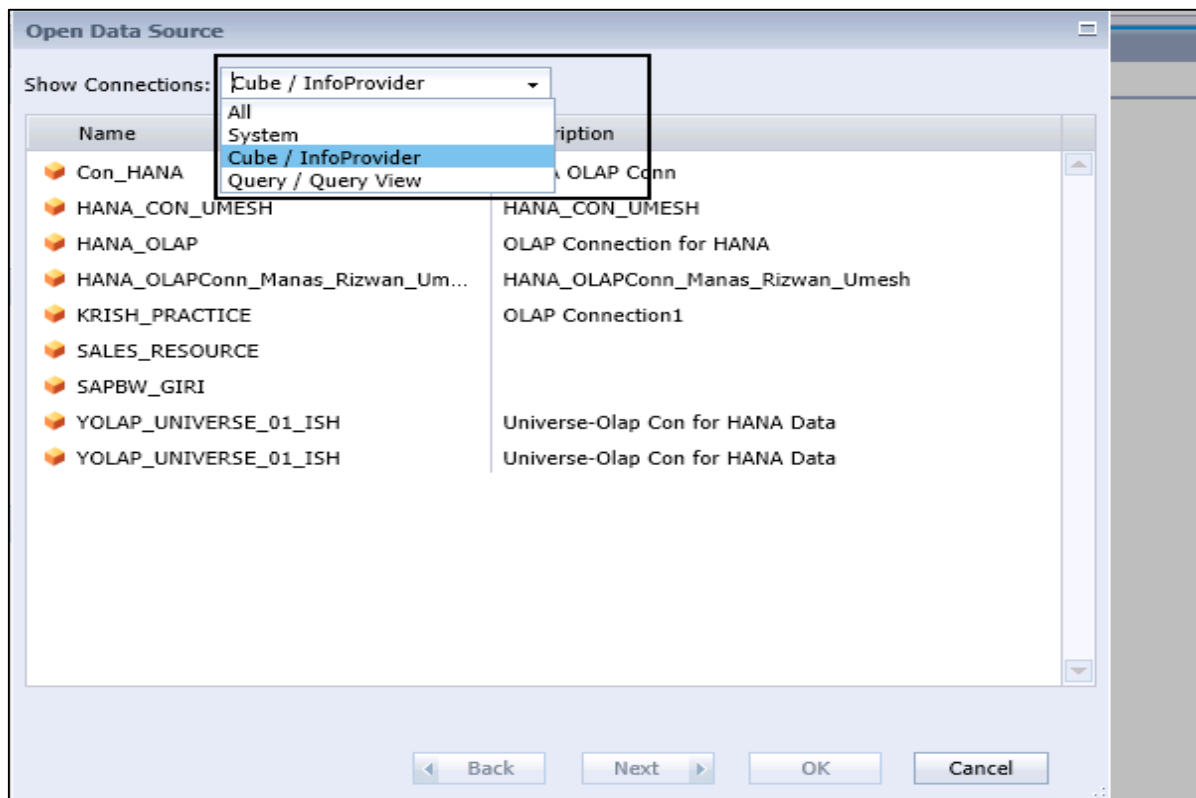 Open Data Source
Show Connections: Cube / InfoProvider
All
System
Cube / InfoProvider
Query / Query View
Name
Con_HANA OLAP Conn
HANA_CON_UMESH HANA_CON_UMESH
HANA_OLAP OLAP Connection for HANA
HANA_OLAPConn_Manas_Rizwan_Um... HANA_OLAPConn_Manas_Rizwan_Umesh
KRISH_PRACTICE OLAP Connection1
SALES_RESOURCE
SAPBW_GIRI
YOLAP_UNIVERSE_01_ISH Universe-Olap Con for HANA Data
YOLAP_UNIVERSE_01_ISH Universe-Olap Con for HANA Data
Back Next OK Cancel